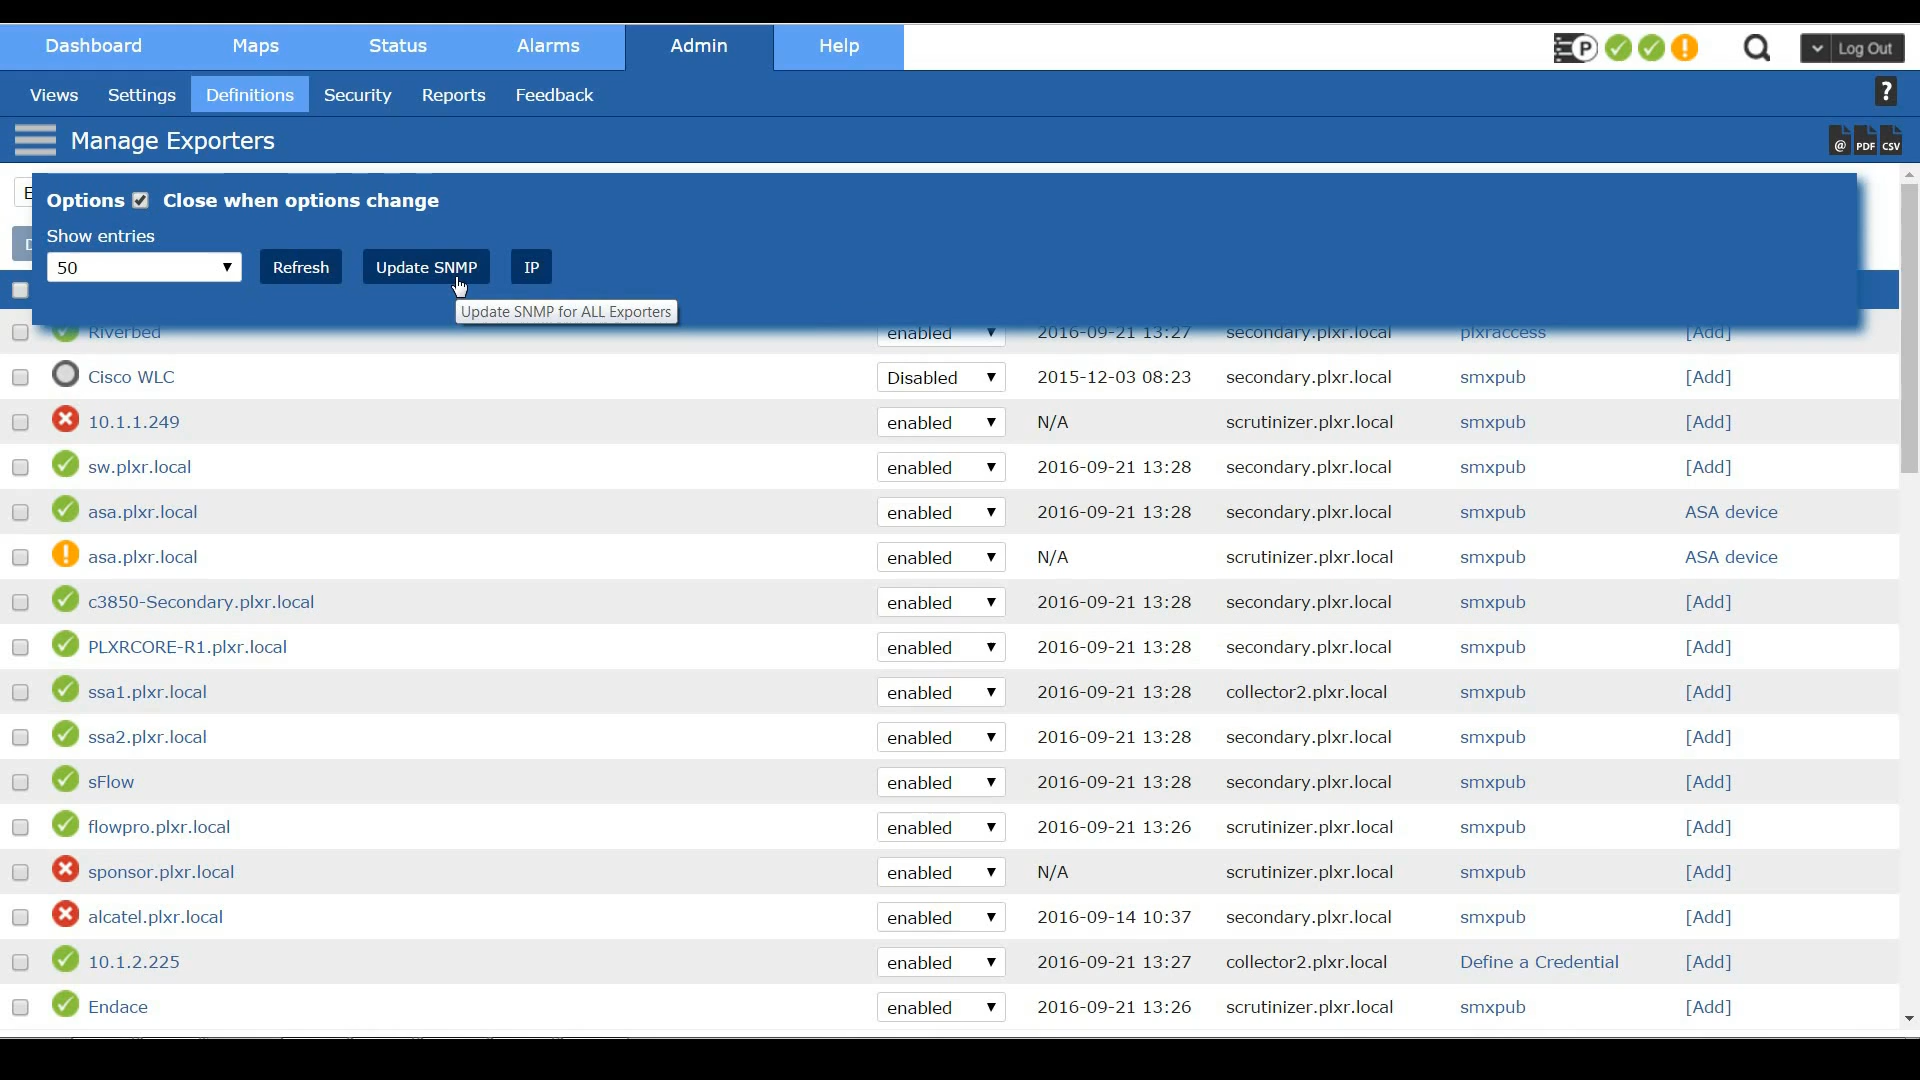 Dashboard Maps Status Alarms Admin Help P Log Out
Views Settings Definitions Security Reports Feedback ?
Manage Exporters @ PDF CSV
Options Close when options change
Show entries
50 Refresh Update SNMP IP
Update SNMP for ALL Exporters
Riverbed enabled 2016-09-21 13:27 secondary.plxr.local plxraccess [Add]
Cisco WLC Disabled 2015-12-03 08:23 secondary.plxr.local smxpub [Add]
10.1.1.249 enabled N/A scrutinizer.plxr.local smxpub [Add]
sw.plxr.local enabled 2016-09-21 13:28 secondary.plxr.local smxpub [Add]
asa.plxr.local enabled 2016-09-21 13:28 secondary.plxr.local smxpub ASA device
asa.plxr.local enabled N/A scrutinizer.plxr.local smxpub ASA device
c3850-Secondary.plxr.local enabled 2016-09-21 13:28 secondary.plxr.local smxpub [Add]
PLXRCORE-R1.plxr.local enabled 2016-09-21 13:28 secondary.plxr.local smxpub [Add]
ssa1.plxr.local enabled 2016-09-21 13:28 collector2.plxr.local smxpub [Add]
ssa2.plxr.local enabled 2016-09-21 13:28 secondary.plxr.local smxpub [Add]
sFlow enabled 2016-09-21 13:28 secondary.plxr.local smxpub [Add]
flowpro.plxr.local enabled 2016-09-21 13:26 scrutinizer.plxr.local smxpub [Add]
sponsor.plxr.local enabled N/A scrutinizer.plxr.local smxpub [Add]
alcatel.plxr.local enabled 2016-09-14 10:37 secondary.plxr.local smxpub [Add]
10.1.2.225 enabled 2016-09-21 13:27 collector2.plxr.local Define a Credential [Add]
Endace enabled 2016-09-21 13:26 scrutinizer.plxr.local smxpub [Add]